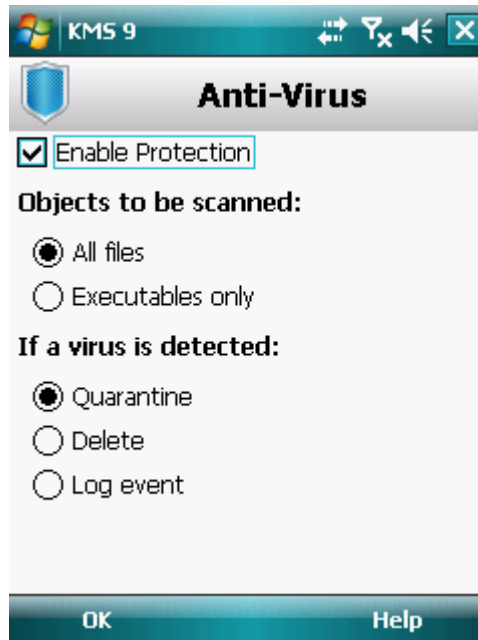 KMS 9
Anti-Virus
Enable Protection
Objects to be scanned:
All files
Executables only
If a virus is detected:
Quarantine
Delete
Log event
OK
Help